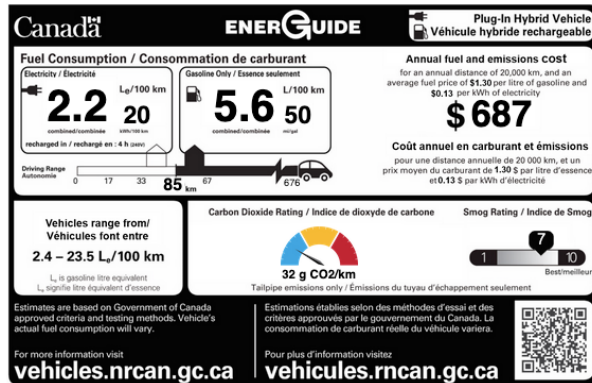 Canada
ENERGUIDE
Plug-In Hybrid Vehicle
Véhicule hybride rechargeable
Fuel Consumption / Consommation de carburant
Electricity / Électricité
Le/100 km
2.2
20
combined/combinée
kWh/100 km
recharged in / rechargé en : 4 h (240V)
Gasoline Only / Essence seulement
L/100 km
5.6
50
combined/combinée
mi/gal
Driving Range
Autonomie
0 17 33 67 676
85 km
Annual fuel and emissions cost
for an annual distance of 20,000 km, and an
average fuel price of $1.30 per litre of gasoline and
$0.13 per kWh of electricity
$687
Coût annuel en carburant et émissions
pour une distance annuelle de 20 000 km, et un
prix moyen du carburant de 1.30 $ par litre d'essence
et 0.13 $ par kWh d'électricité
Vehicles range from/
Véhicules font entre
2.4 – 23.5 Le/100 km
Le is gasoline litre equivalent
Le signifie litre équivalent d'essence
Carbon Dioxide Rating / Indice de dioxyde de carbone
32 g CO2/km
Smog Rating / Indice de Smog
7
1 10
Best/meilleur
Tailpipe emissions only / Émissions du tuyau d'échappement seulement
Estimates are based on Government of Canada
approved criteria and testing methods. Vehicle's
actual fuel consumption will vary.
For more information visit
vehicles.nrcan.gc.ca
Estimations établies selon des méthodes d'essai et des
critères approuvés par le gouvernement du Canada. La
consommation de carburant réelle du véhicule variera.
Pour plus d'information visitez
vehicules.rncan.gc.ca